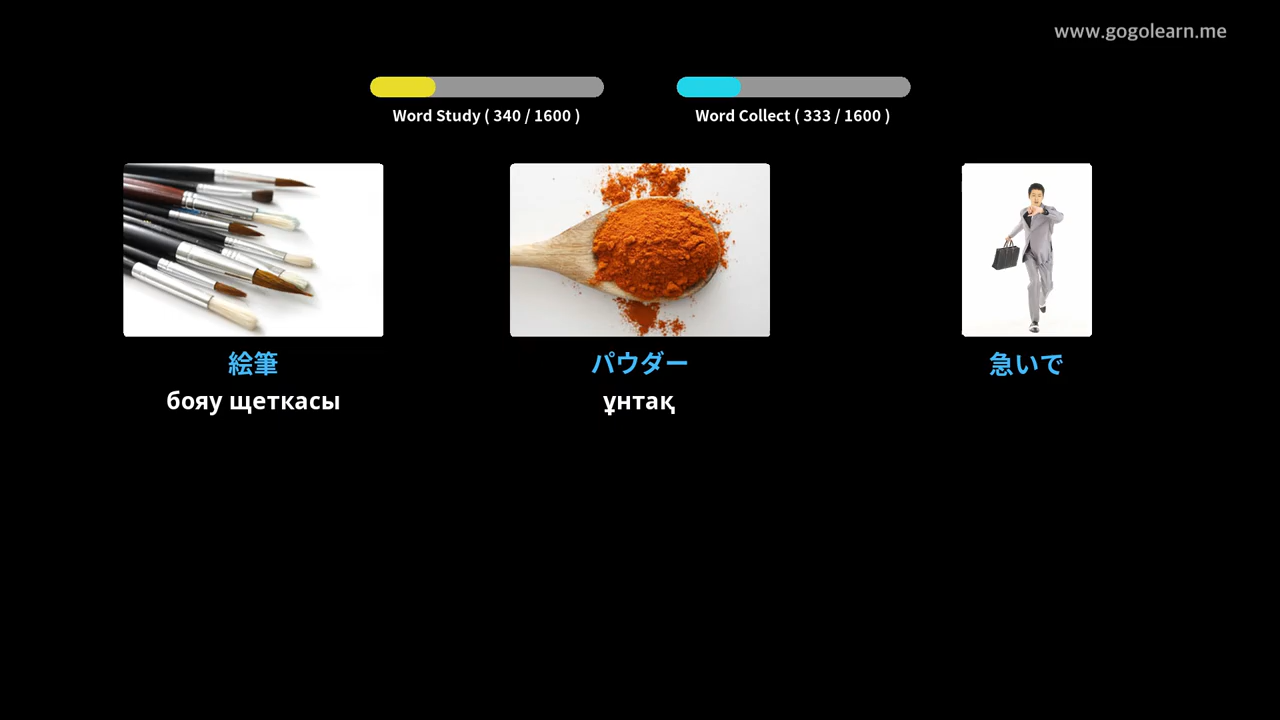 www.gogolearn.me
Word Study ( 340 / 1600 )
Word Collect ( 333 / 1600 )
絵筆
パウダー
急いで
бояу щеткасы
ұнтақ